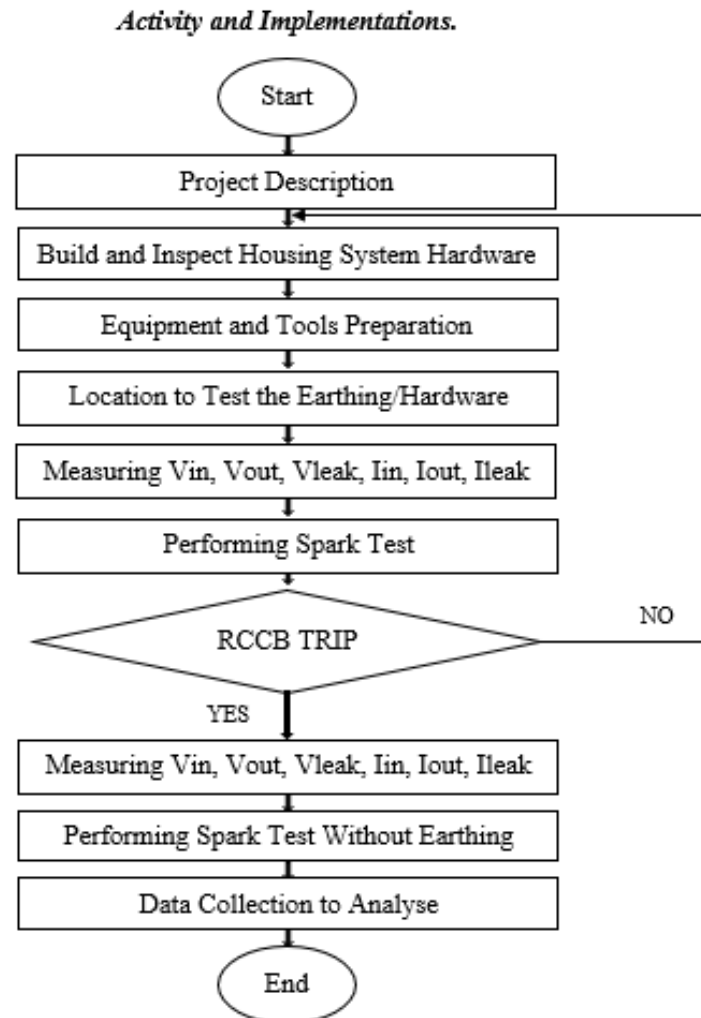 Activity and Implementations.
Start
Project Description
Build and Inspect Housing System Hardware
Equipment and Tools Preparation
Location to Test the Earthing/Hardware
Measuring Vin, Vout, Vleak, Iin, Iout, Ileak
Performing Spark Test
RCCB TRIP
NO
YES
Measuring Vin, Vout, Vleak, Iin, Iout, Ileak
Performing Spark Test Without Earthing
Data Collection to Analyse
End